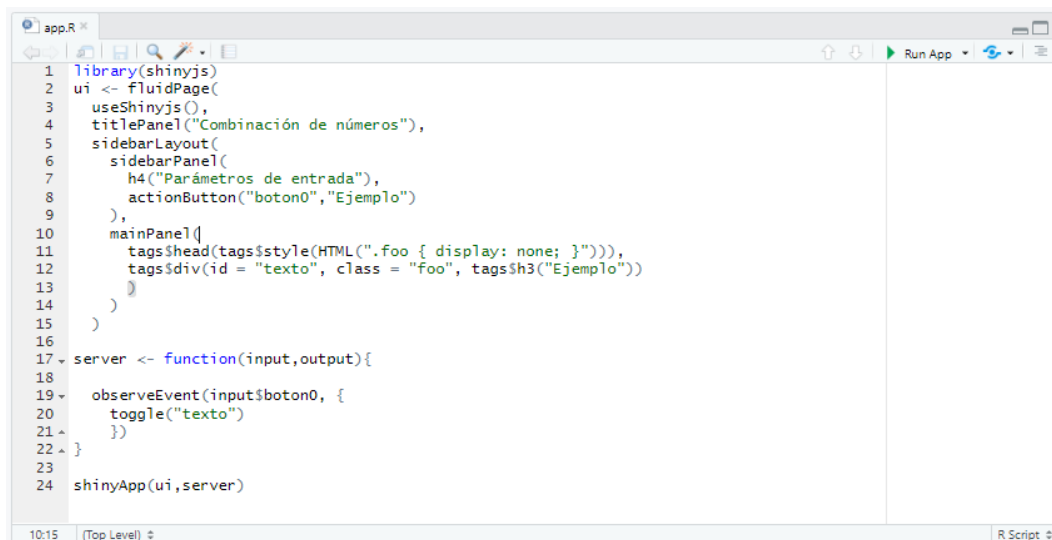 app.R
Run App
1 library(shinyjs)
2 ui <- fluidPage(
3   useShinyjs(),
4   titlePanel("Combinación de números"),
5   sidebarLayout(
6     sidebarPanel(
7       h4("Parámetros de entrada"),
8       actionButton("boton0","Ejemplo")
9     ),
10     mainPanel(
11       tags$head(tags$style(HTML(".foo { display: none; }"))),
12       tags$div(id = "texto", class = "foo", tags$h3("Ejemplo"))
13       )
14     )
15   )
16
17 server <- function(input,output){
18
19   observeEvent(input$boton0, {
20     toggle("texto")
21     })
22 }
23
24 shinyApp(ui,server)
10:15 (Top Level) R Script